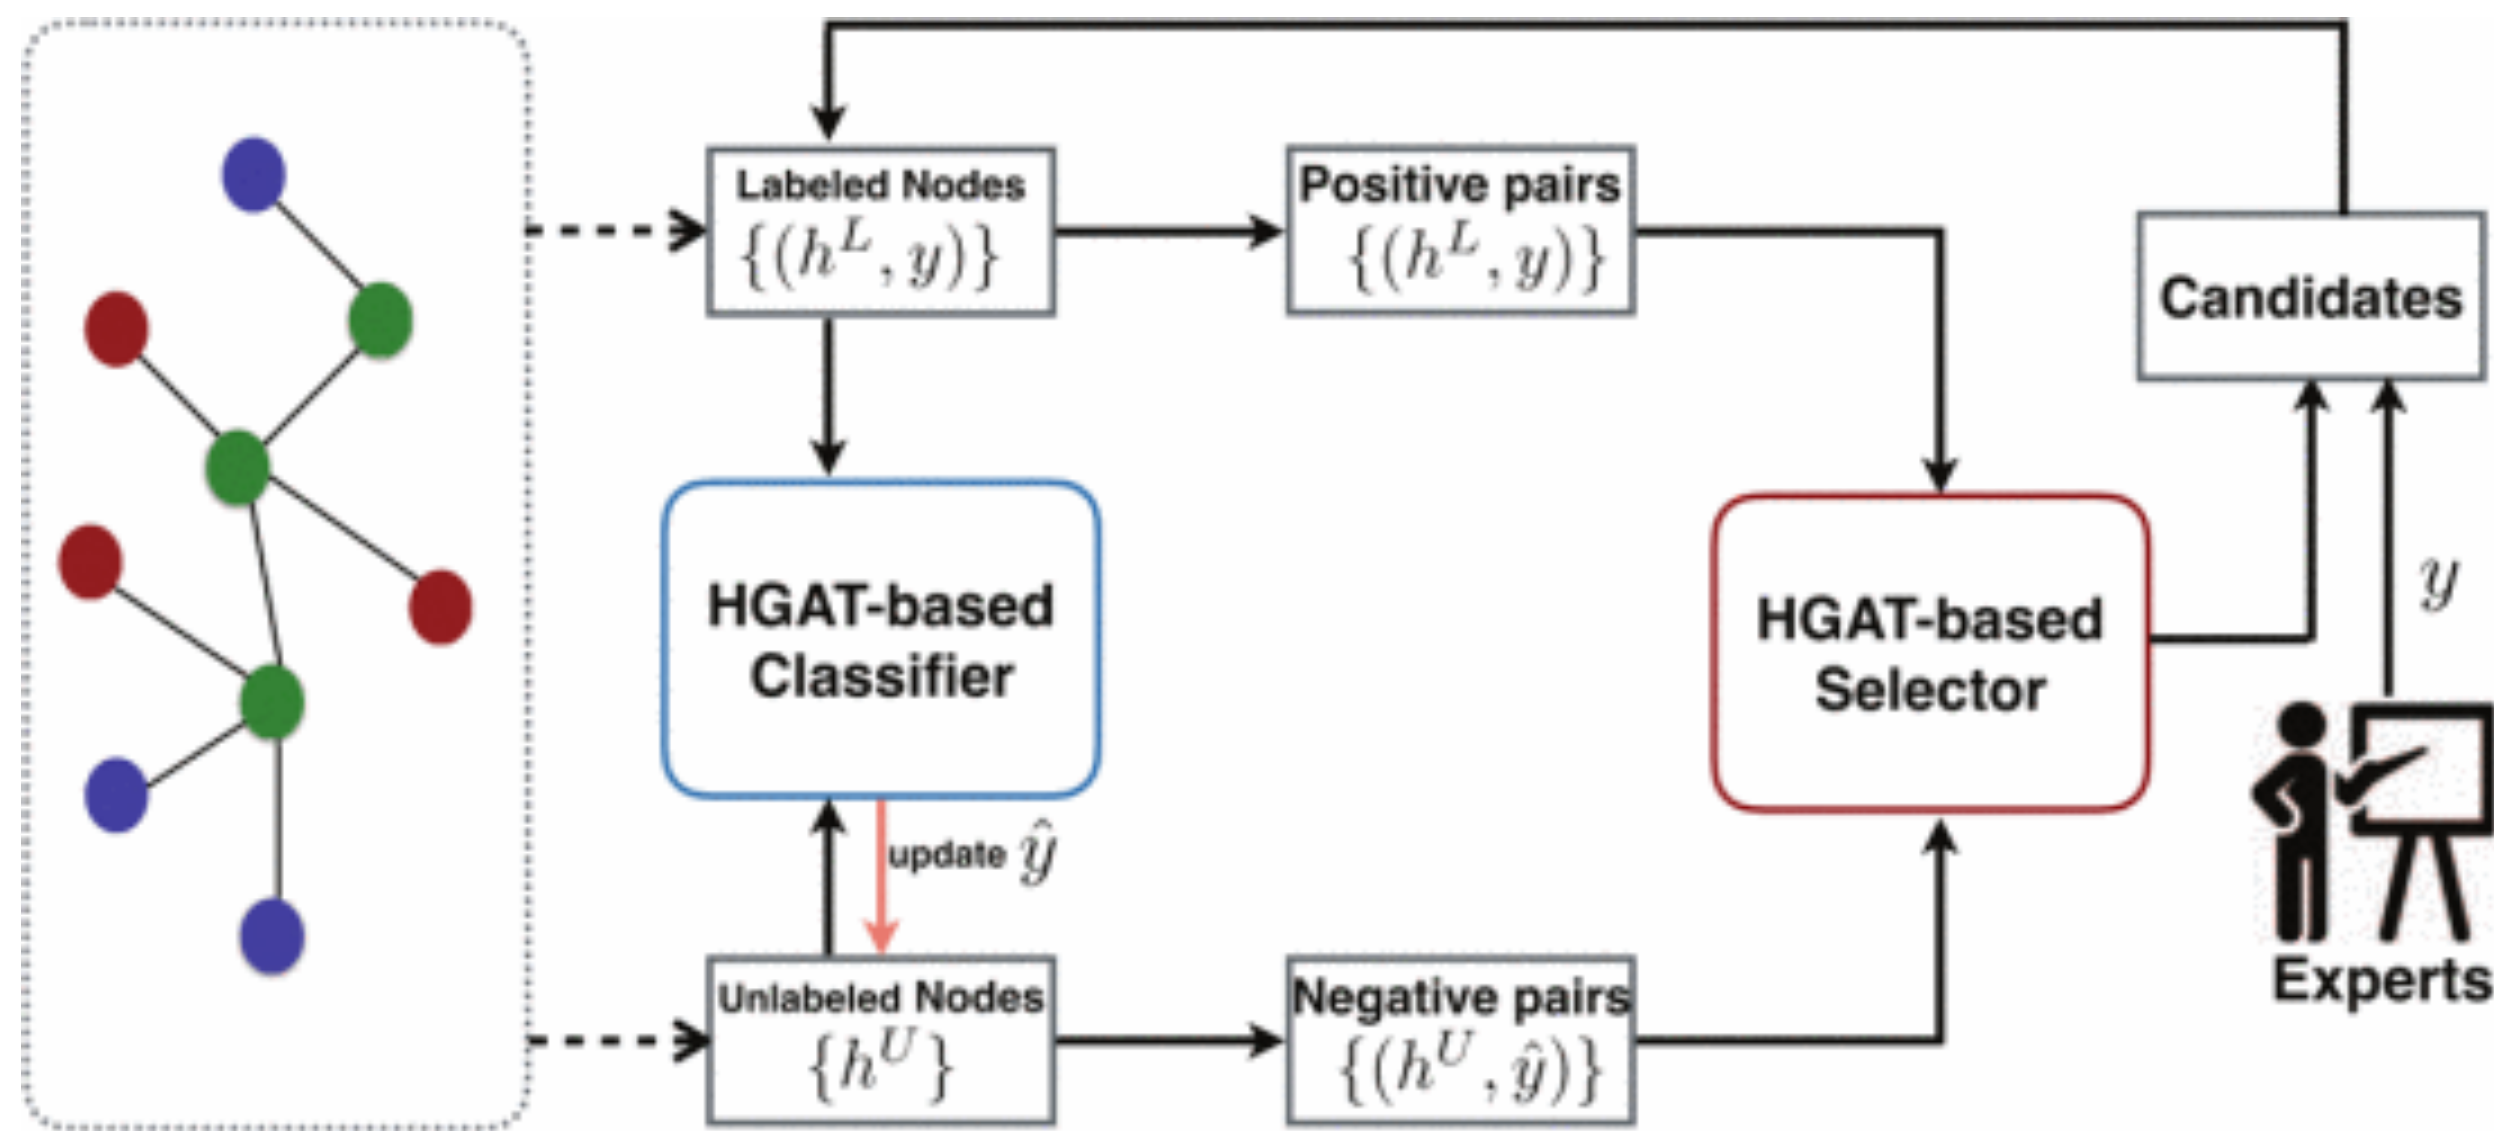 Labeled Nodes
{(h^L, y)}
Positive pairs
{(h^L, y)}
Candidates
HGAT-based
Classifier
HGAT-based
Selector
y
update ŷ
Unlabeled Nodes
{h^U}
Negative pairs
{(h^U, ŷ)}
Experts